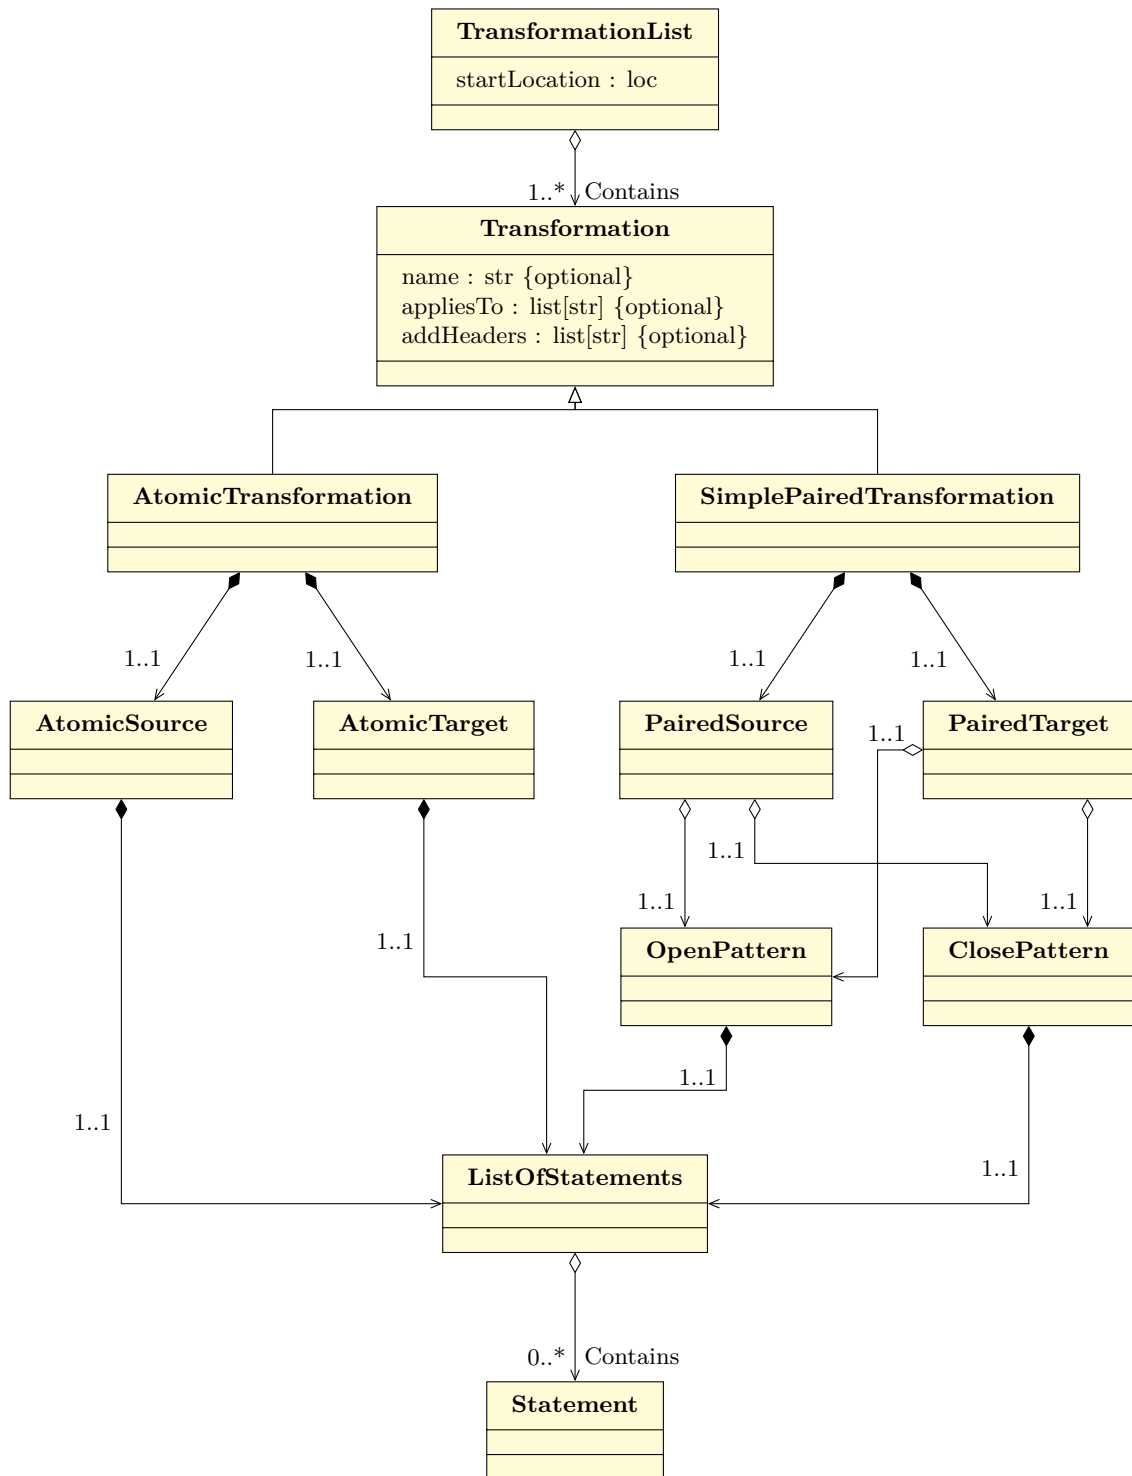 TransformationList
startLocation : loc
1..* Contains
Transformation
name : str {optional}
appliesTo : list[str] {optional}
addHeaders : list[str] {optional}
AtomicTransformation
SimplePairedTransformation
1..1
1..1
1..1
1..1
AtomicSource
AtomicTarget
PairedSource
PairedTarget
1..1
1..1
1..1
1..1
OpenPattern
ClosePattern
1..1
1..1
1..1
1..1
ListOfStatements
0..* Contains
Statement